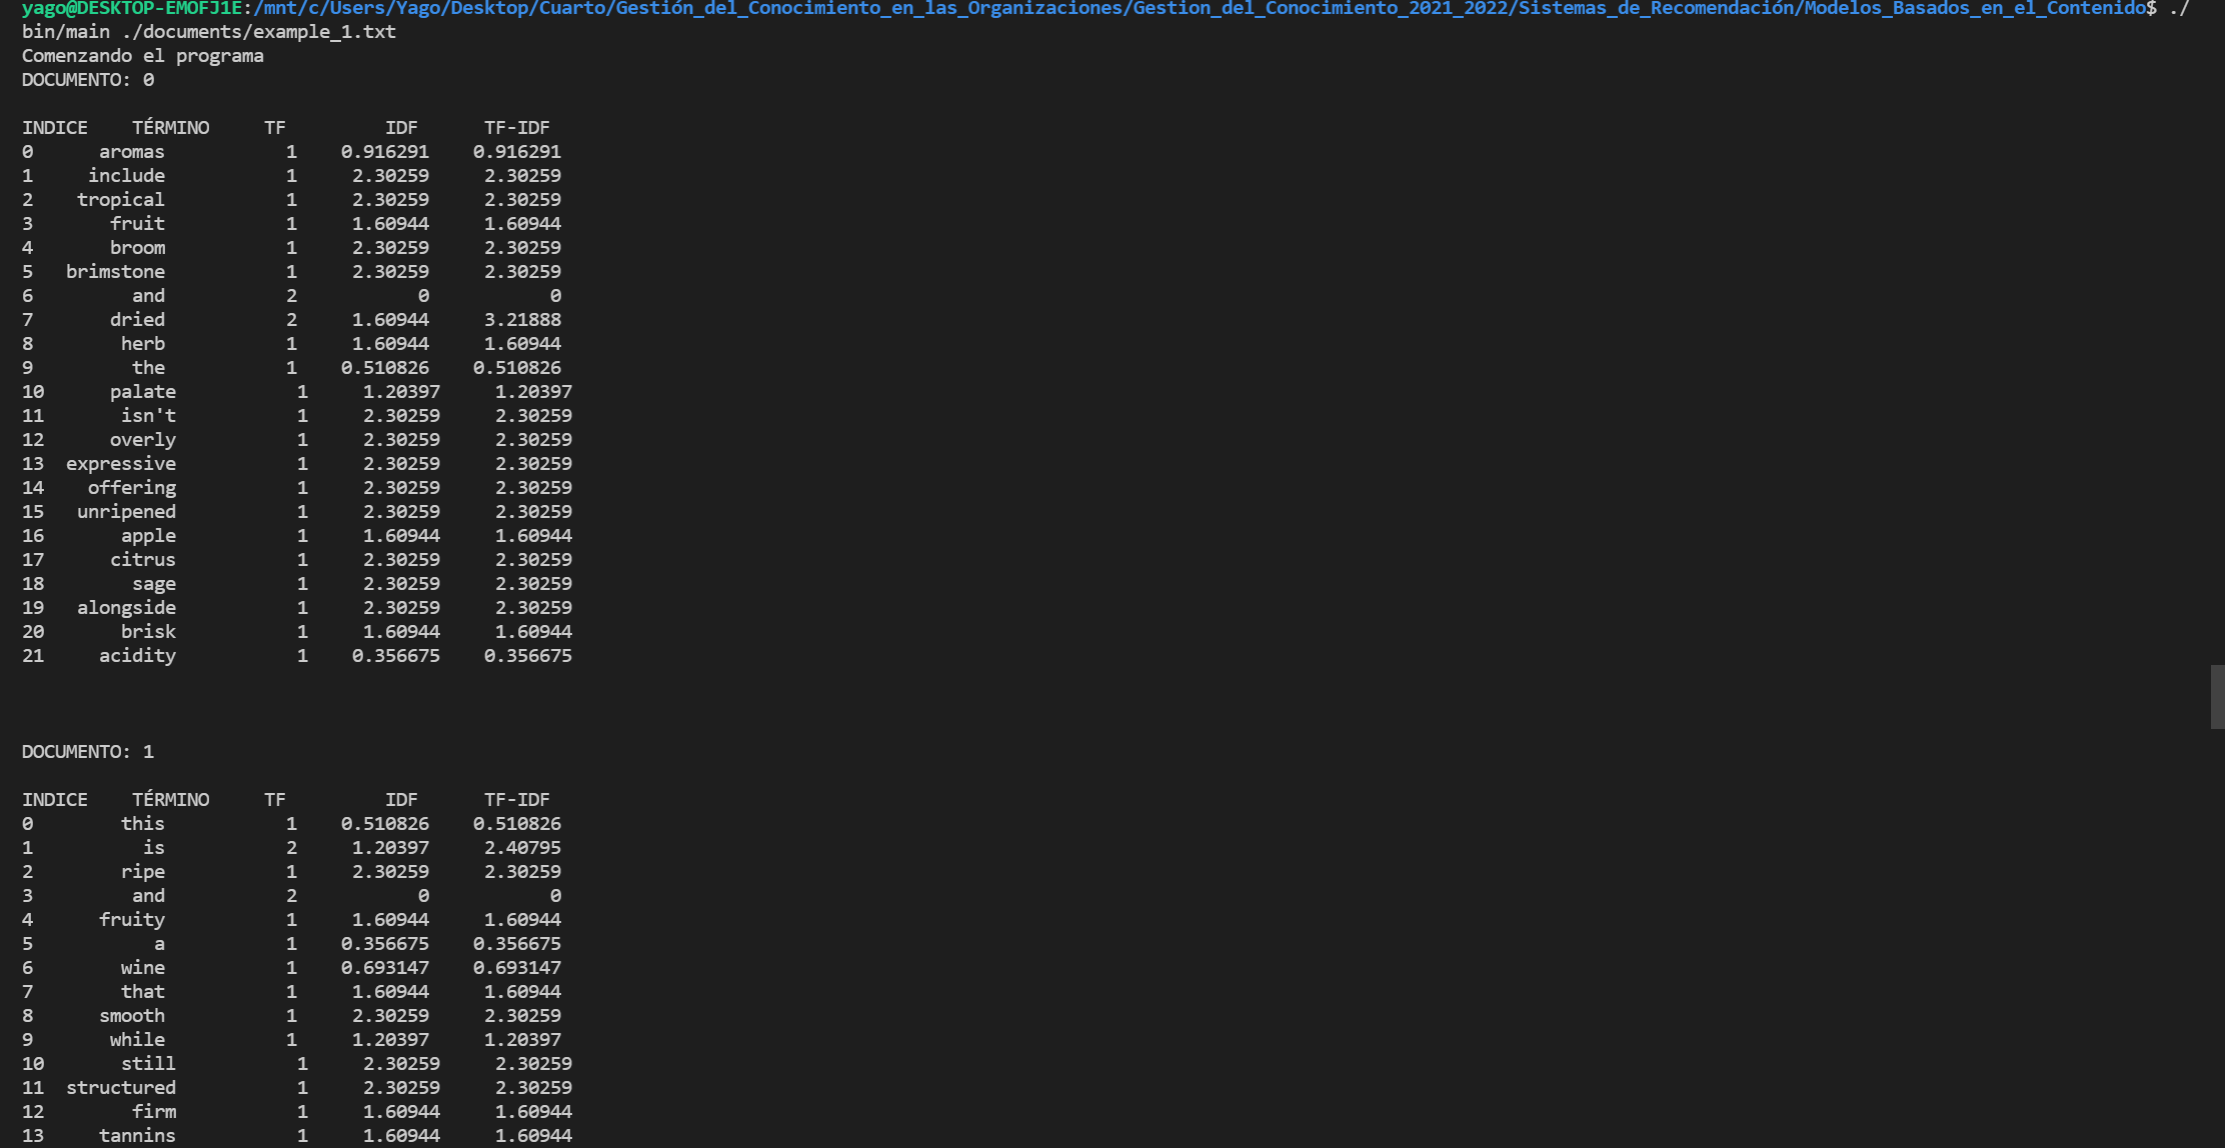 yago@DESKTOP-EMOFJ1E:/mnt/c/Users/Yago/Desktop/Cuarto/Gestión_del_Conocimiento_en_las_Organizaciones/Gestion_del_Conocimiento_2021_2022/Sistemas_de_Recomendación/Modelos_Basados_en_el_Contenido$ ./
bin/main ./documents/example_1.txt
Comenzando el programa
DOCUMENTO: 0
INDICE TÉRMINO TF IDF TF-IDF
0 aromas 1 0.916291 0.916291
1 include 1 2.30259 2.30259
2 tropical 1 2.30259 2.30259
3 fruit 1 1.60944 1.60944
4 broom 1 2.30259 2.30259
5 brimstone 1 2.30259 2.30259
6 and 2 0 0
7 dried 2 1.60944 3.21888
8 herb 1 1.60944 1.60944
9 the 1 0.510826 0.510826
10 palate 1 1.20397 1.20397
11 isn't 1 2.30259 2.30259
12 overly 1 2.30259 2.30259
13 expressive 1 2.30259 2.30259
14 offering 1 2.30259 2.30259
15 unripened 1 2.30259 2.30259
16 apple 1 1.60944 1.60944
17 citrus 1 2.30259 2.30259
18 sage 1 2.30259 2.30259
19 alongside 1 2.30259 2.30259
20 brisk 1 1.60944 1.60944
21 acidity 1 0.356675 0.356675
DOCUMENTO: 1
INDICE TÉRMINO TF IDF TF-IDF
0 this 1 0.510826 0.510826
1 is 2 1.20397 2.40795
2 ripe 1 2.30259 2.30259
3 and 2 0 0
4 fruity 1 1.60944 1.60944
5 a 1 0.356675 0.356675
6 wine 1 0.693147 0.693147
7 that 1 1.60944 1.60944
8 smooth 1 2.30259 2.30259
9 while 1 1.20397 1.20397
10 still 1 2.30259 2.30259
11 structured 1 2.30259 2.30259
12 firm 1 1.60944 1.60944
13 tannins 1 1.60944 1.60944